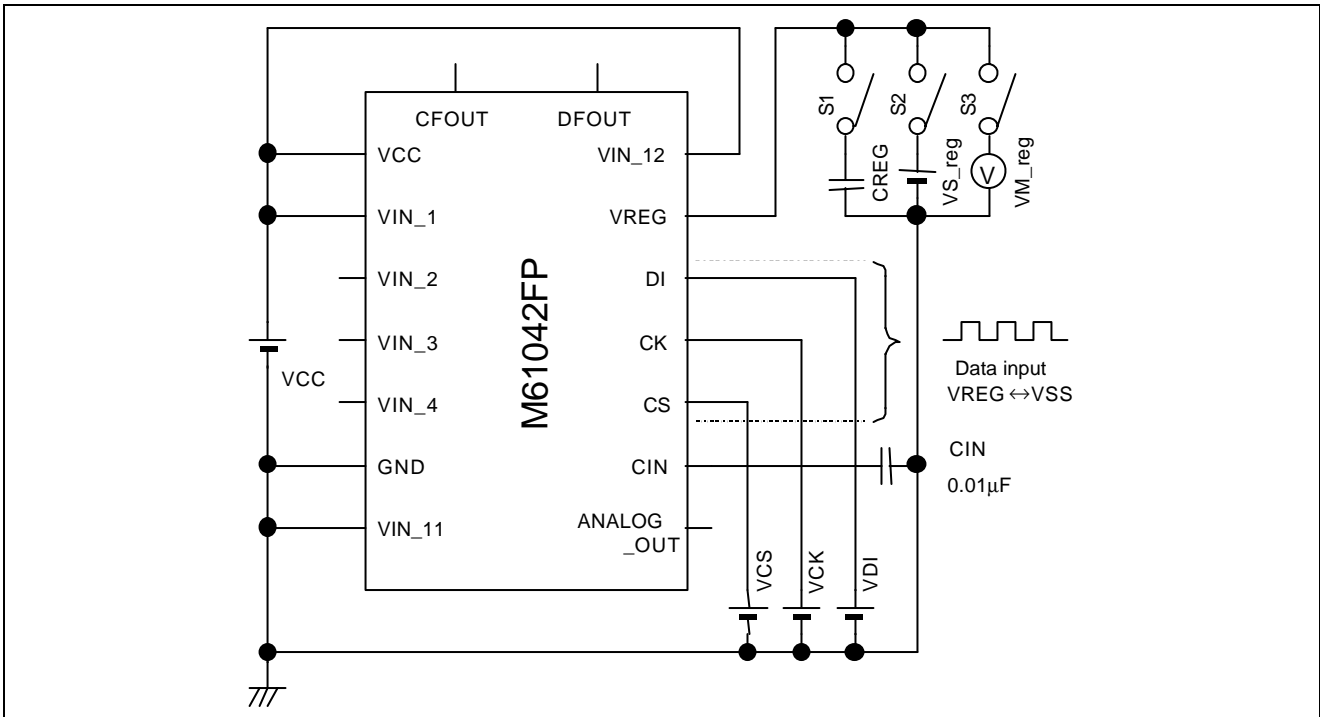 CFOUT
DFOUT
VCC
VIN_1
VIN_2
VIN_3
VIN_4
GND
VIN_11
M61042FP
VIN_12
VREG
DI
CK
CS
CIN
ANALOG
_OUT
VCC
S1
S2
S3
CREG
VS_reg
V
VM_reg
Data input
VREG ↔VSS
CIN
0.01µF
VCS
VCK
VDI